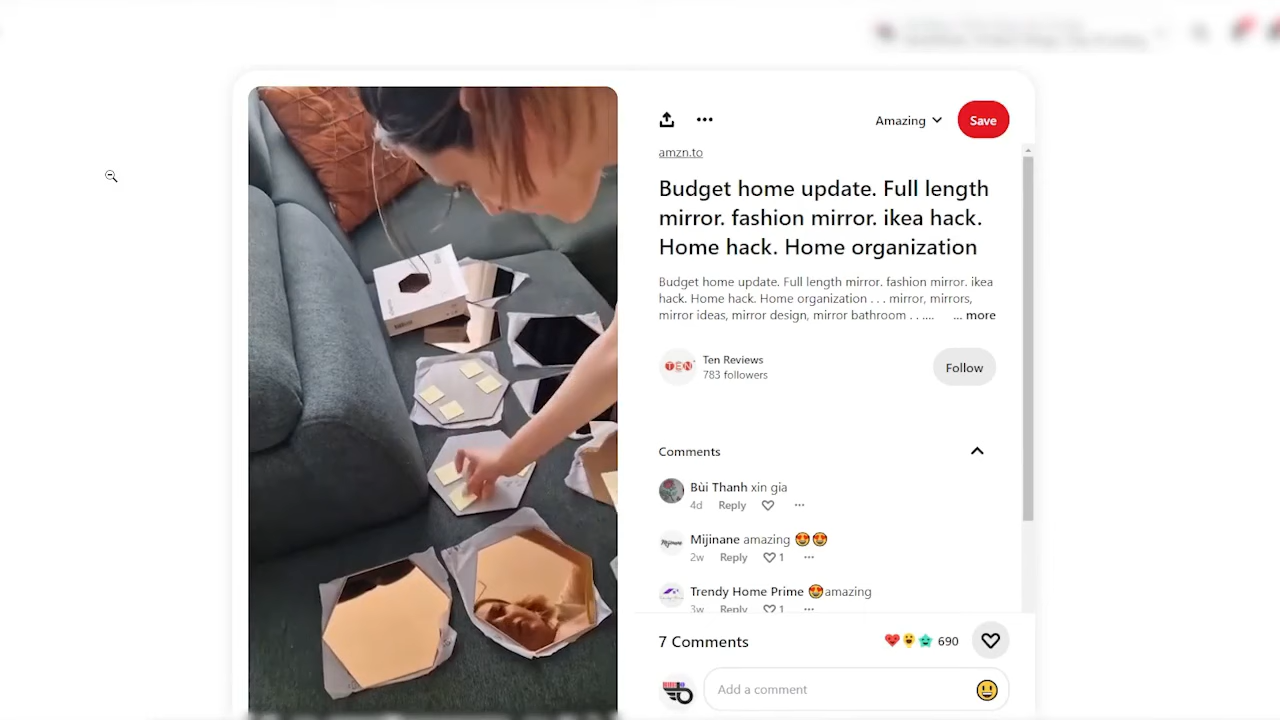 Amazing
Save
amzn.to
Budget home update. Full length
mirror. fashion mirror. ikea hack.
Home hack. Home organization
Budget home update. Full length mirror. fashion mirror. ikea
hack. Home hack. Home organization . . . mirror, mirrors,
mirror ideas, mirror design, mirror bathroom . . .... ... more
TEN
Ten Reviews
783 followers
Follow
Comments
Bùi Thanh xin gia
4d Reply
Mijinane amazing 😍😍
2w Reply 1
Trendy Home Prime 😍amazing
3w Reply 1
7 Comments
690
Add a comment